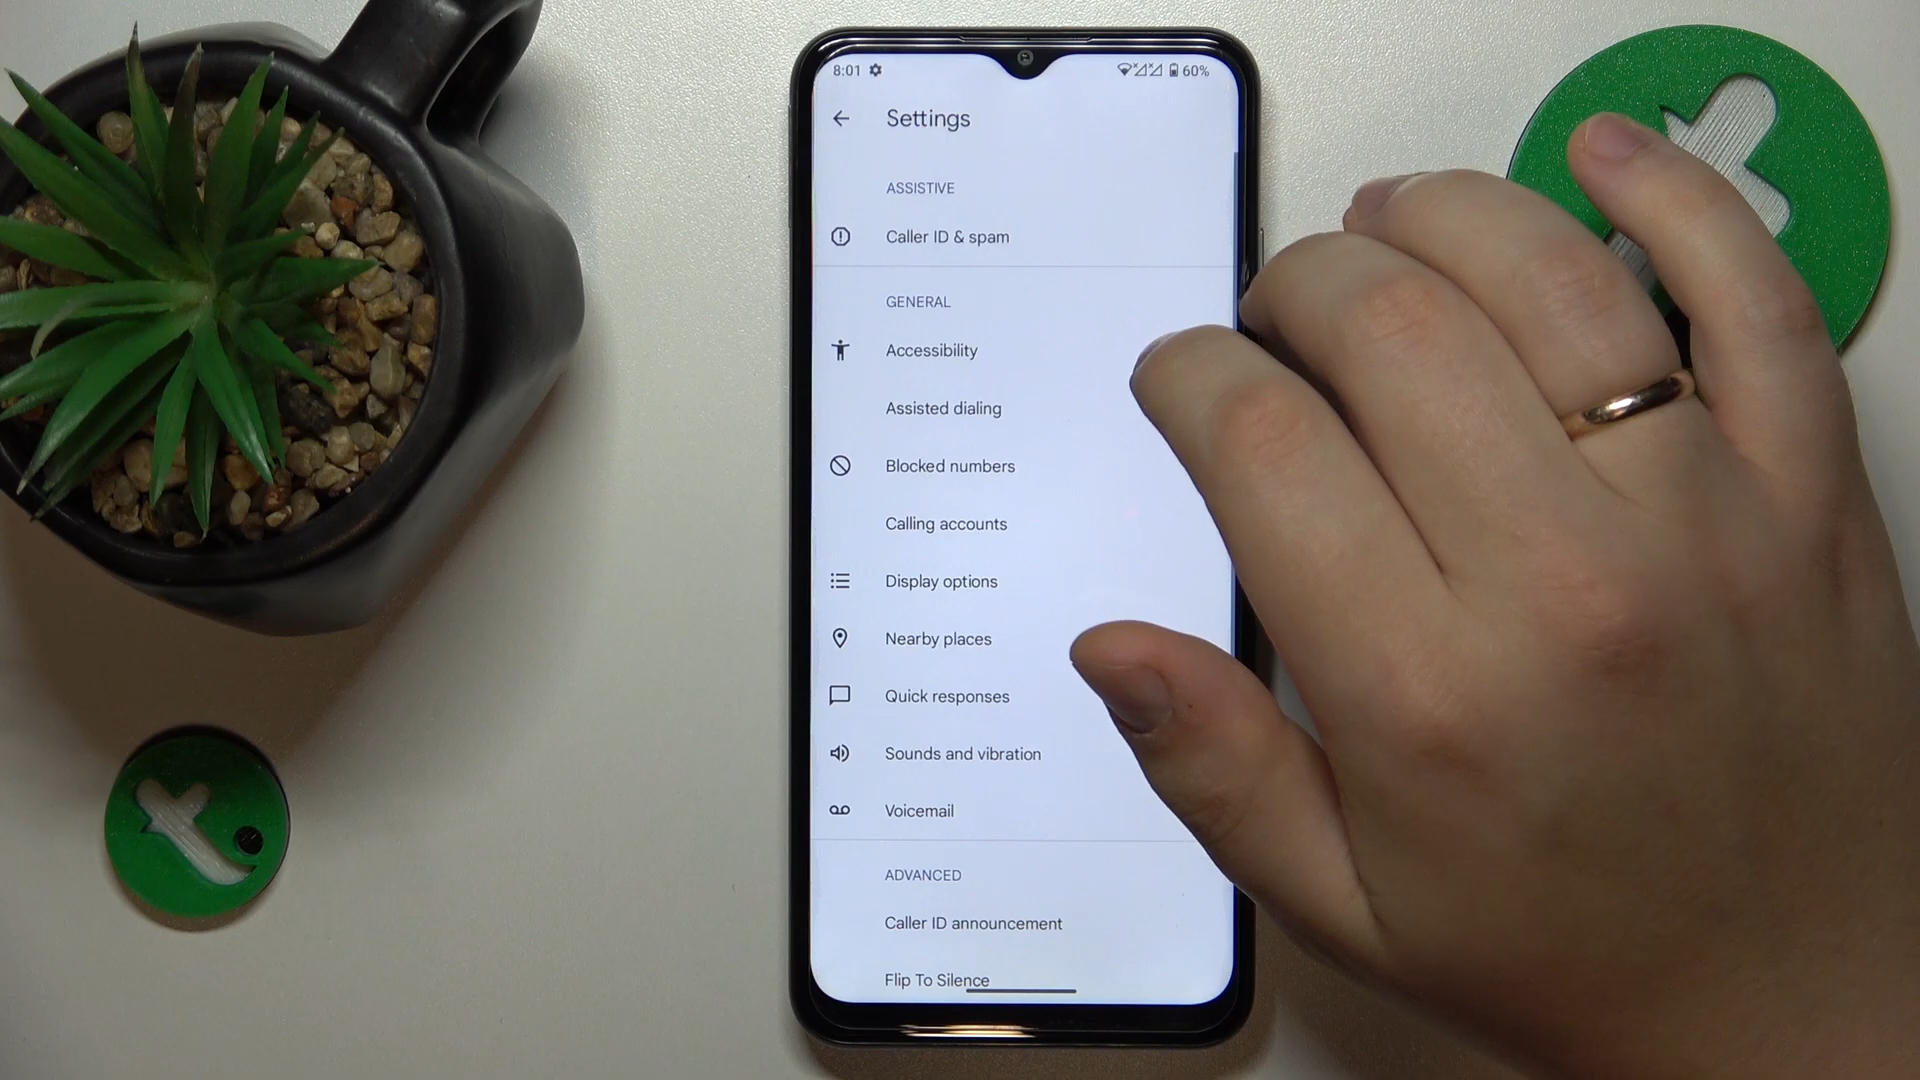 8:01 60%
Settings
ASSISTIVE
Caller ID & spam
GENERAL
Accessibility
Assisted dialing
Blocked numbers
Calling accounts
Display options
Nearby places
Quick responses
Sounds and vibration
Voicemail
ADVANCED
Caller ID announcement
Flip To Silence